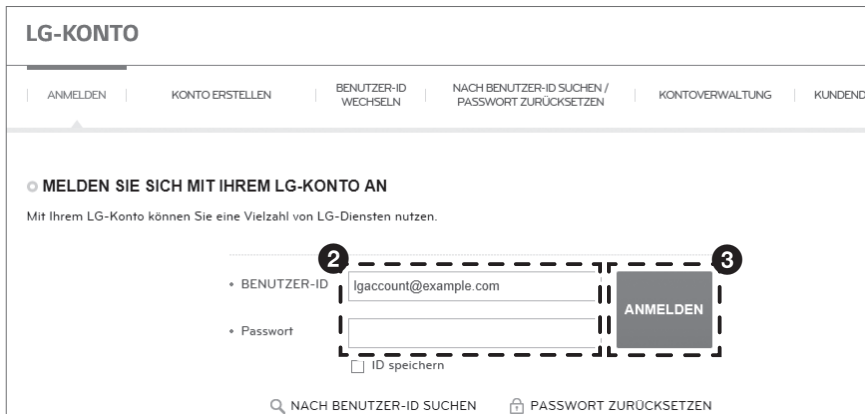 LG-KONTO
ANMELDEN
KONTO ERSTELLEN
BENUTZER-ID
WECHSELN
NACH BENUTZER-ID SUCHEN /
PASSWORT ZURÜCKSETZEN
KONTOVERWALTUNG
KUNDEND
MELDEN SIE SICH MIT IHREM LG-KONTO AN
Mit Ihrem LG-Konto können Sie eine Vielzahl von LG-Diensten nutzen.
2
3
BENUTZER-ID
lgaccount@example.com
ANMELDEN
Passwort
ID speichern
NACH BENUTZER-ID SUCHEN
PASSWORT ZURÜCKSETZEN